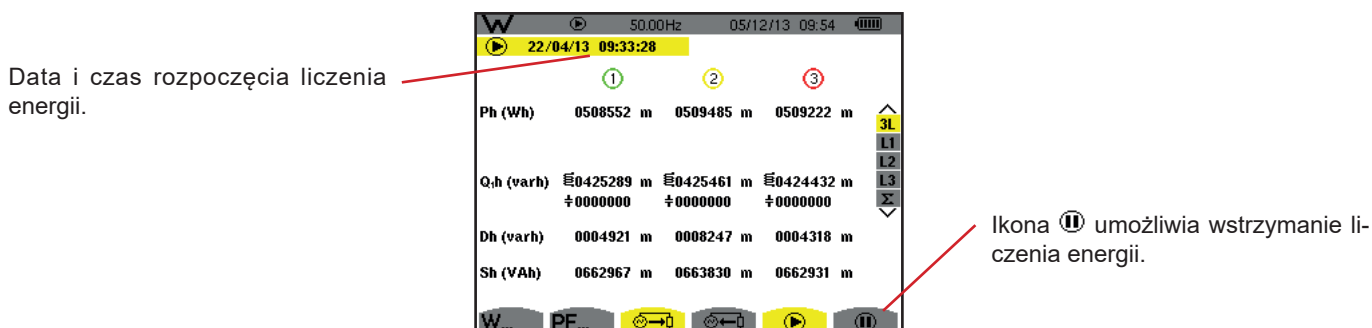 W 50.00Hz 05/12/13 09:54
22/04/13 09:33:28
Data i czas rozpoczęcia liczenia
energii.
1 2 3
Ph (Wh) 0508552 m 0509485 m 0509222 m
3L
L1
L2
Q₁h (varh) 0425289 m 0425461 m 0424432 m
L3
÷0000000 ÷0000000 ÷0000000
Σ
Dh (varh) 0004921 m 0008247 m 0004318 m
Ikona umożliwia wstrzymanie li-
czenia energii.
Sh (VAh) 0662967 m 0663830 m 0662931 m
W... PF...